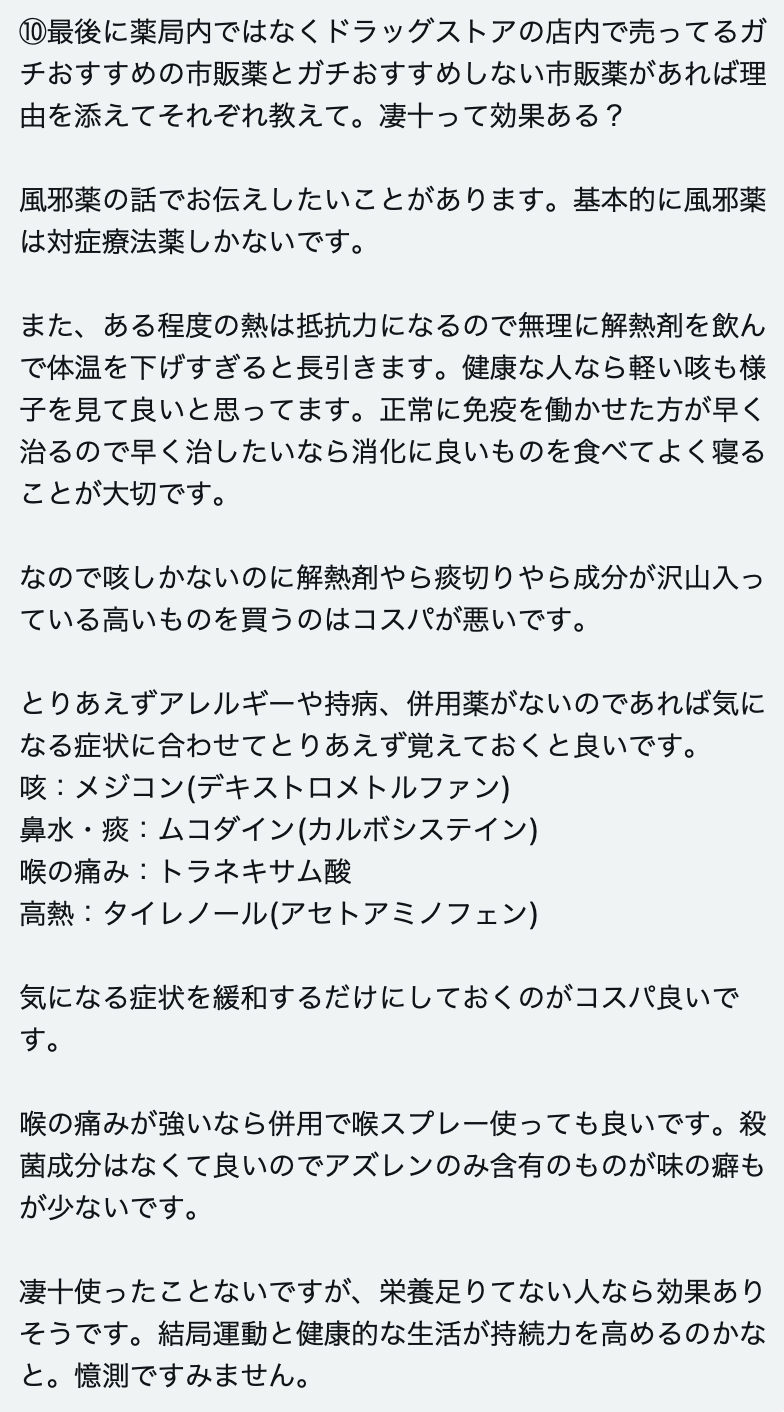 ⑩最後に薬局内ではなくドラッグストアの店内で売ってるガ
チおすすめの市販薬とガチおすすめしない市販薬があれば理
由を添えてそれぞれ教えて。凄十って効果ある？
風邪薬の話でお伝えしたいことがあります。基本的に風邪薬
は対症療法薬しかないです。
また、ある程度の熱は抵抗力になるので無理に解熱剤を飲ん
で体温を下げすぎると長引きます。健康な人なら軽い咳も様
子を見て良いと思ってます。正常に免疫を働かせた方が早く
治るので早く治したいなら消化に良いものを食べてよく寝る
ことが大切です。
なので咳しかないのに解熱剤やら痰切りやら成分が沢山入っ
ている高いものを買うのはコスパが悪いです。
とりあえずアレルギーや持病、併用薬がないのであれば気に
なる症状に合わせてとりあえず覚えておくと良いです。
咳：メジコン(デキストロメトルファン)
鼻水・痰：ムコダイン(カルボシステイン)
喉の痛み：トラネキサム酸
高熱：タイレノール(アセトアミノフェン)
気になる症状を緩和するだけにしておくのがコスパ良いで
す。
喉の痛みが強いなら併用で喉スプレー使っても良いです。殺
菌成分はなくて良いのでアズレンのみ含有のものが味の癖も
が少ないです。
凄十使ったことないですが、栄養足りてない人なら効果あり
そうです。結局運動と健康的な生活が持続力を高めるのかな
と。憶測ですみません。